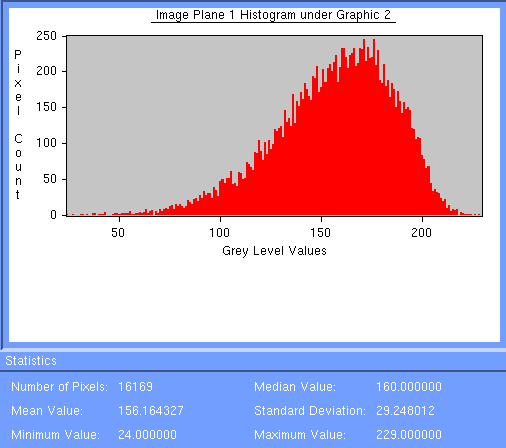 Image Plane 1 Histogram under Graphic 2
Pixel Count
250
200
150
100
50
0
50 100 150 200
Grey Level Values
Statistics
Number of Pixels: 16169 Median Value: 160.000000
Mean Value: 156.164327 Standard Deviation: 29.248012
Minimum Value: 24.000000 Maximum Value: 229.000000